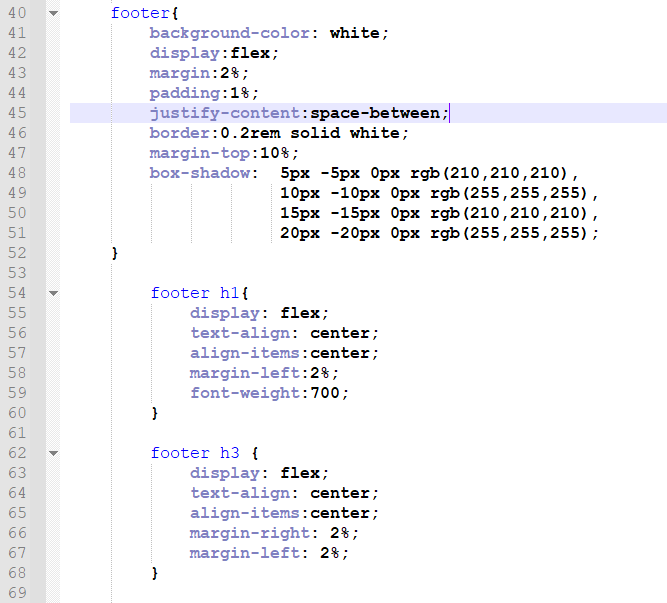 40 footer{
41 background-color: white;
42 display:flex;
43 margin:2%;
44 padding:1%;
45 justify-content:space-between;
46 border:0.2rem solid white;
47 margin-top:10%;
48 box-shadow:  5px -5px 0px rgb(210,210,210),
49 10px -10px 0px rgb(255,255,255),
50 15px -15px 0px rgb(210,210,210),
51 20px -20px 0px rgb(255,255,255);
52 }
53
54 footer h1{
55 display: flex;
56 text-align: center;
57 align-items:center;
58 margin-left:2%;
59 font-weight:700;
60 }
61
62 footer h3 {
63 display: flex;
64 text-align: center;
65 align-items:center;
66 margin-right: 2%;
67 margin-left: 2%;
68 }
69